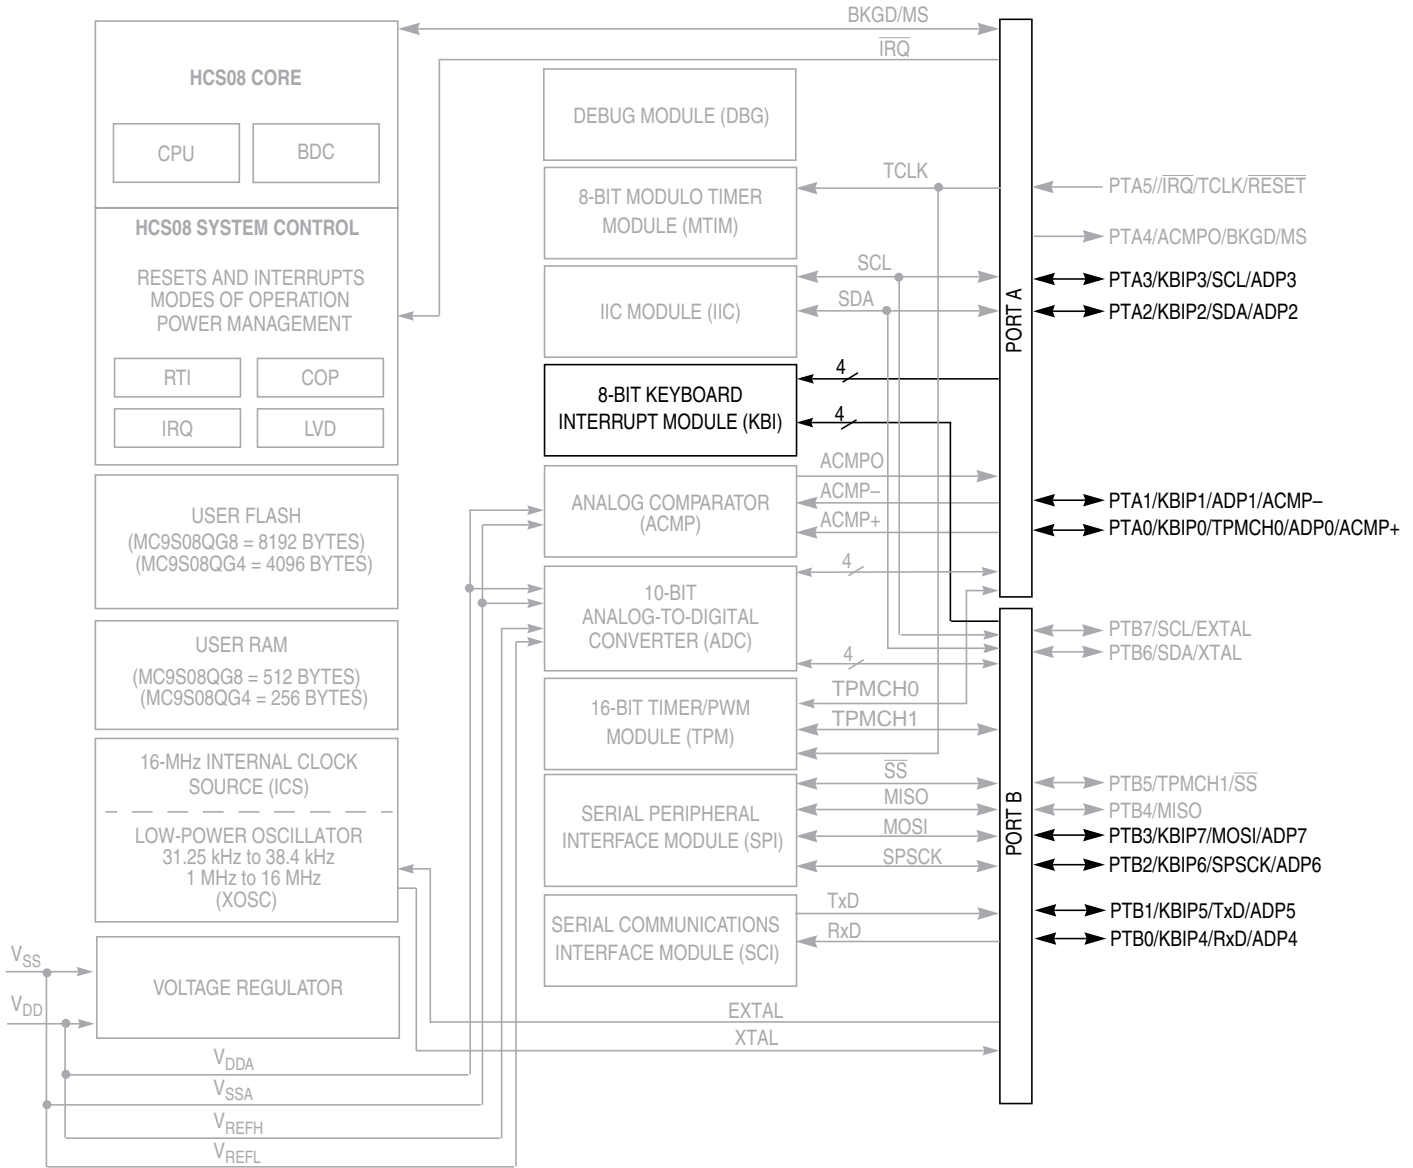 BKGD/MS
IRQ
HCS08 CORE
CPU
BDC
HCS08 SYSTEM CONTROL
RESETS AND INTERRUPTS
MODES OF OPERATION
POWER MANAGEMENT
RTI
COP
IRQ
LVD
USER FLASH
(MC9S08QG8 = 8192 BYTES)
(MC9S08QG4 = 4096 BYTES)
USER RAM
(MC9S08QG8 = 512 BYTES)
(MC9S08QG4 = 256 BYTES)
16-MHz INTERNAL CLOCK
SOURCE (ICS)
LOW-POWER OSCILLATOR
31.25 kHz to 38.4 kHz
1 MHz to 16 MHz
(XOSC)
VOLTAGE REGULATOR
VSS
VDD
VDDA
VSSA
VREFH
VREFL
DEBUG MODULE (DBG)
8-BIT MODULO TIMER
MODULE (MTIM)
TCLK
IIC MODULE (IIC)
SCL
SDA
8-BIT KEYBOARD
INTERRUPT MODULE (KBI)
4
4
ANALOG COMPARATOR
(ACMP)
ACMPO
ACMP–
ACMP+
10-BIT
ANALOG-TO-DIGITAL
CONVERTER (ADC)
4
4
16-BIT TIMER/PWM
MODULE (TPM)
TPMCH0
TPMCH1
SERIAL PERIPHERAL
INTERFACE MODULE (SPI)
SS
MISO
MOSI
SPSCK
SERIAL COMMUNICATIONS
INTERFACE MODULE (SCI)
TxD
RxD
EXTAL
XTAL
PORT A
PTA5//IRQ/TCLK/RESET
PTA4/ACMPO/BKGD/MS
PTA3/KBIP3/SCL/ADP3
PTA2/KBIP2/SDA/ADP2
PTA1/KBIP1/ADP1/ACMP–
PTA0/KBIP0/TPMCH0/ADP0/ACMP+
PORT B
PTB7/SCL/EXTAL
PTB6/SDA/XTAL
PTB5/TPMCH1/SS
PTB4/MISO
PTB3/KBIP7/MOSI/ADP7
PTB2/KBIP6/SPSCK/ADP6
PTB1/KBIP5/TxD/ADP5
PTB0/KBIP4/RxD/ADP4